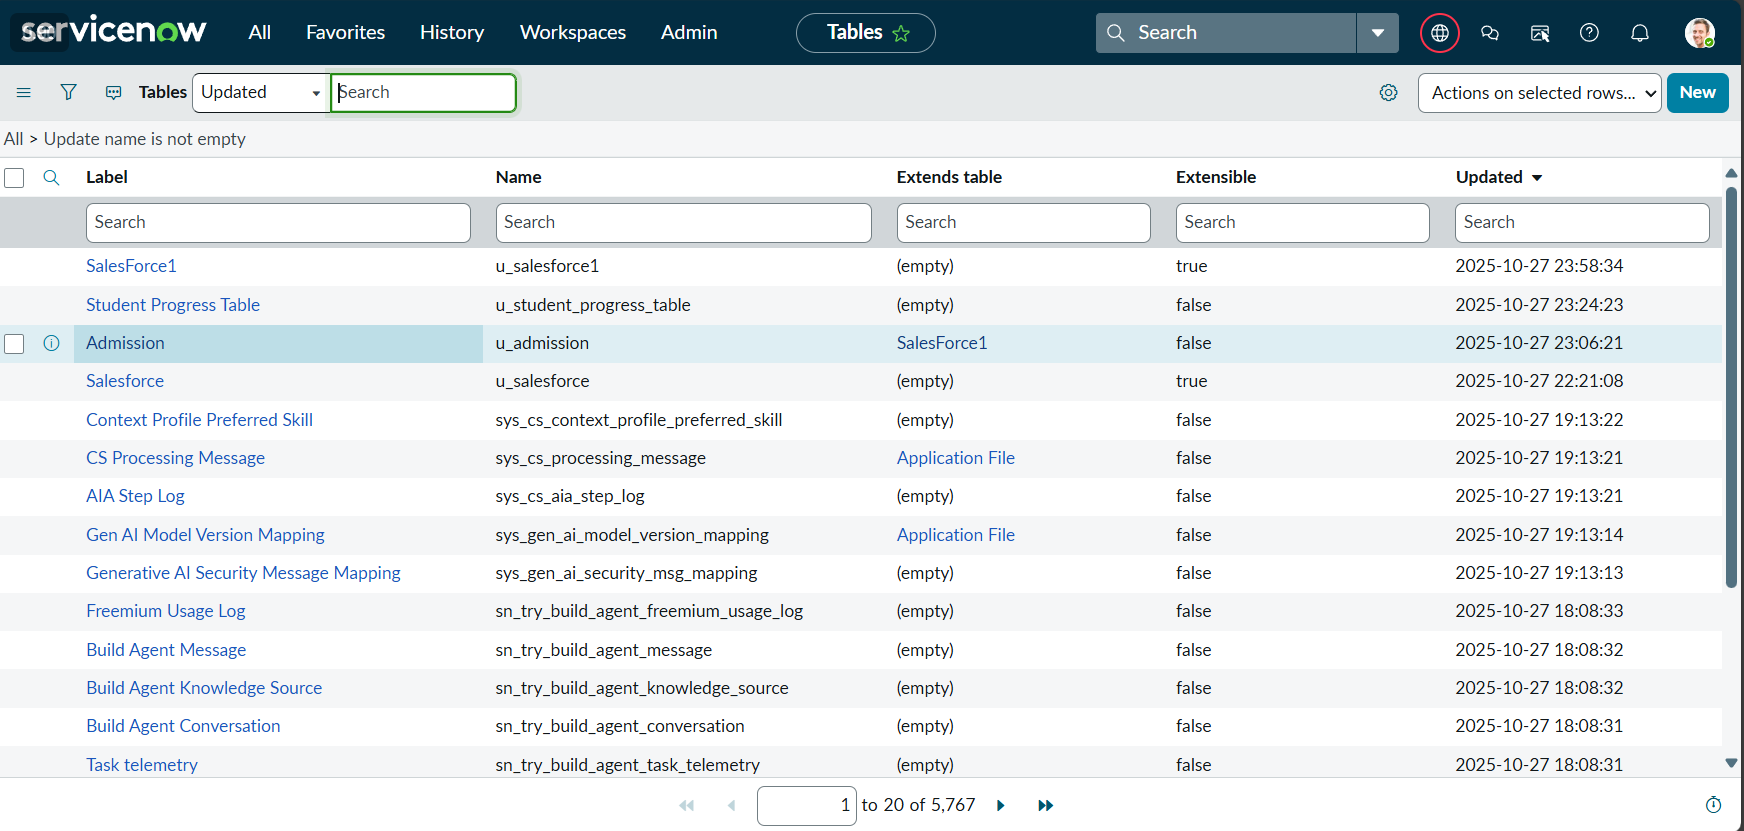 servicenow All Favorites History Workspaces Admin Tables Search
Tables Updated Search Actions on selected rows... New
All > Update name is not empty
Label Name Extends table Extensible Updated
Search Search Search Search Search
SalesForce1 u_salesforce1 (empty) true 2025-10-27 23:58:34
Student Progress Table u_student_progress_table (empty) false 2025-10-27 23:24:23
Admission u_admission SalesForce1 false 2025-10-27 23:06:21
Salesforce u_salesforce (empty) true 2025-10-27 22:21:08
Context Profile Preferred Skill sys_cs_context_profile_preferred_skill (empty) false 2025-10-27 19:13:22
CS Processing Message sys_cs_processing_message Application File false 2025-10-27 19:13:21
AIA Step Log sys_cs_aia_step_log (empty) false 2025-10-27 19:13:21
Gen AI Model Version Mapping sys_gen_ai_model_version_mapping Application File false 2025-10-27 19:13:14
Generative AI Security Message Mapping sys_gen_ai_security_msg_mapping (empty) false 2025-10-27 19:13:13
Freemium Usage Log sn_try_build_agent_freemium_usage_log (empty) false 2025-10-27 18:08:33
Build Agent Message sn_try_build_agent_message (empty) false 2025-10-27 18:08:32
Build Agent Knowledge Source sn_try_build_agent_knowledge_source (empty) false 2025-10-27 18:08:32
Build Agent Conversation sn_try_build_agent_conversation (empty) false 2025-10-27 18:08:31
Task telemetry sn_try_build_agent_task_telemetry (empty) false 2025-10-27 18:08:31
1 to 20 of 5,767